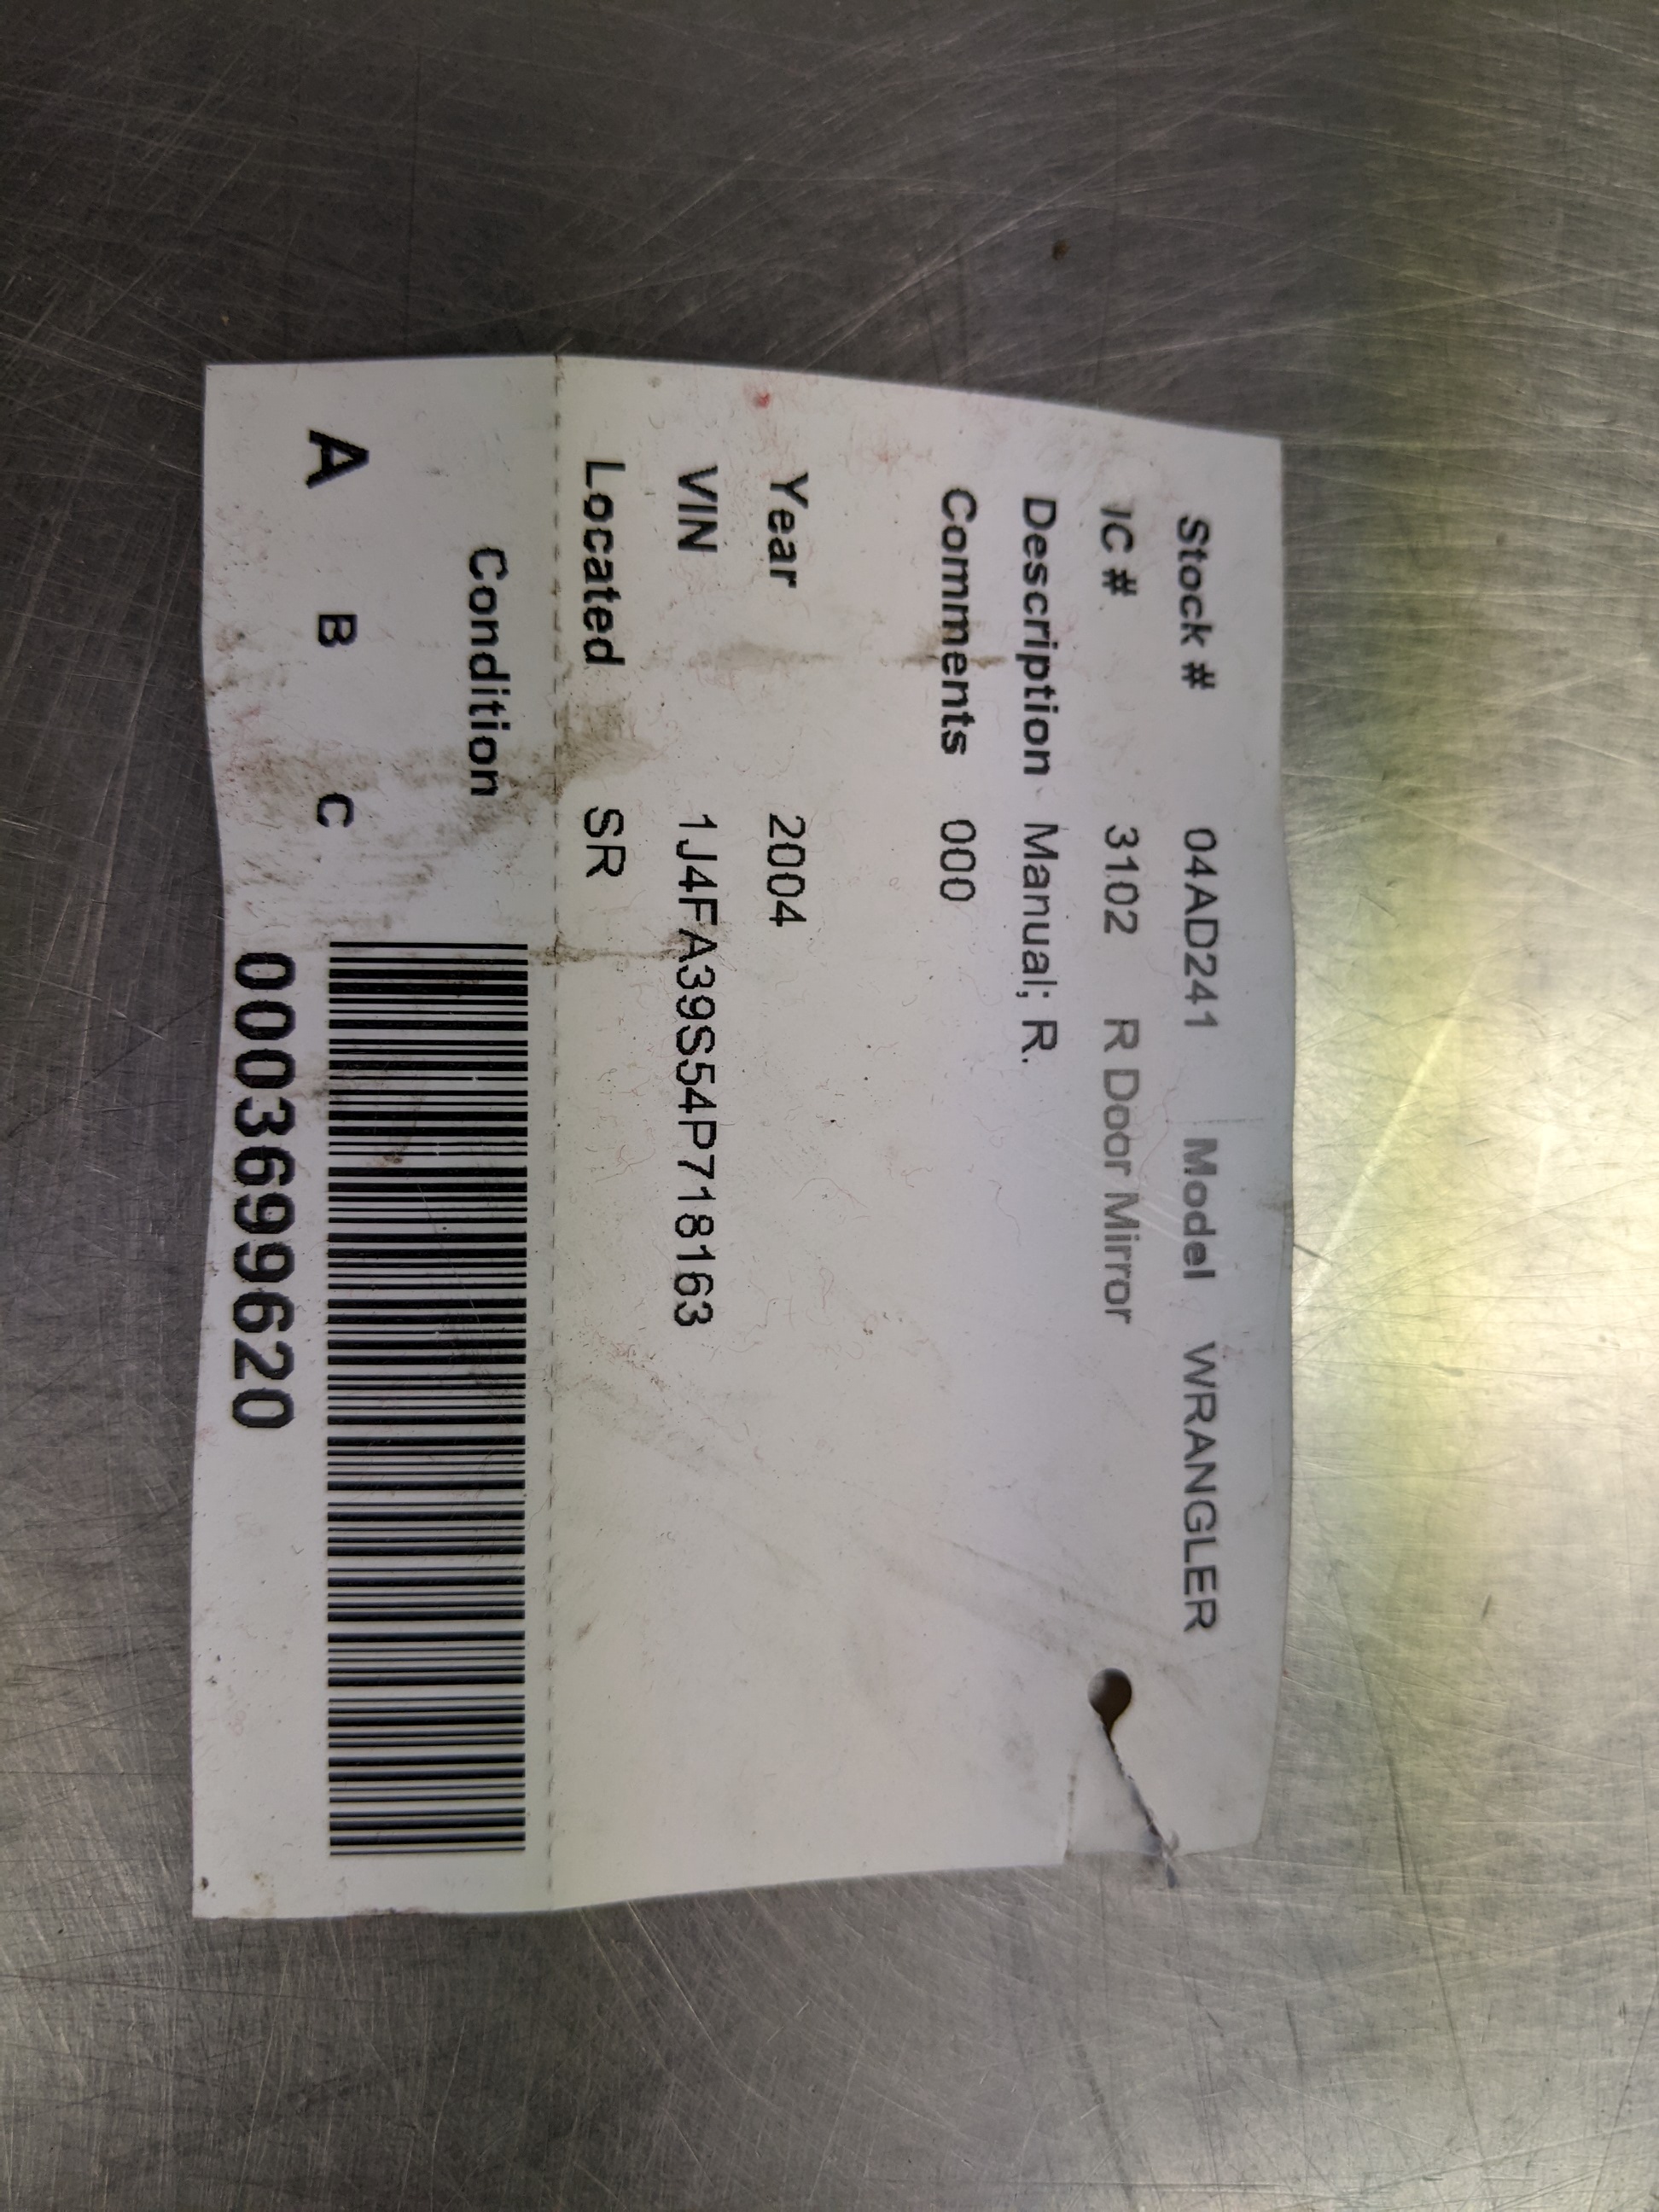 Stock # 04AD241 Model WRANGLER
IC # 3102 R Door Mirror
Description Manual; R.
Comments 000
Year 2004
VIN 1J4FA39S54P718163
Located SR
Condition
A B C
0003699620